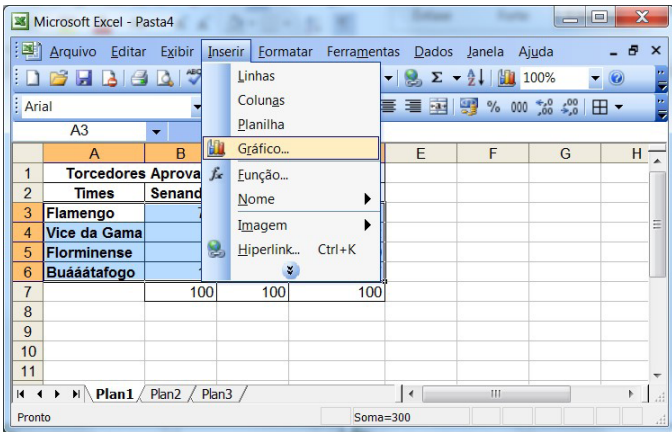 Microsoft Excel - Pasta4
Arquivo Editar Exibir Inserir Formatar Ferramentas Dados Janela Ajuda
Σ 100%
Arial % 000
A3
Linhas
Colunas
Planilha
Gráfico...
Função...
Nome
Imagem
Hiperlink... Ctrl+K
A B E F G H
1 Torcedores Aprova
2 Times Senand
3 Flamengo
4 Vice da Gama
5 Florminense
6 Buááátafogo
7 100 100 100
8
9
10
11
Plan1 Plan2 Plan3
Pronto Soma=300